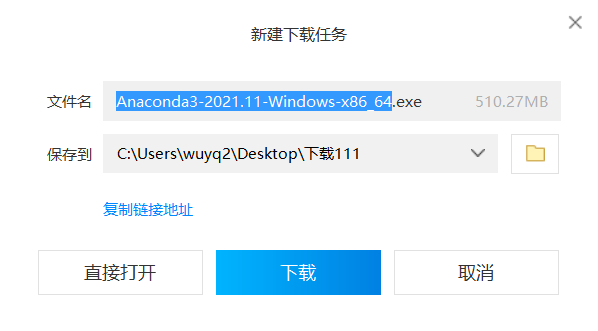 新建下载任务
文件名 Anaconda3-2021.11-Windows-x86_64.exe 510.27MB
保存到 C:\Users\wuyq2\Desktop\下载111
复制链接地址
直接打开 下载 取消